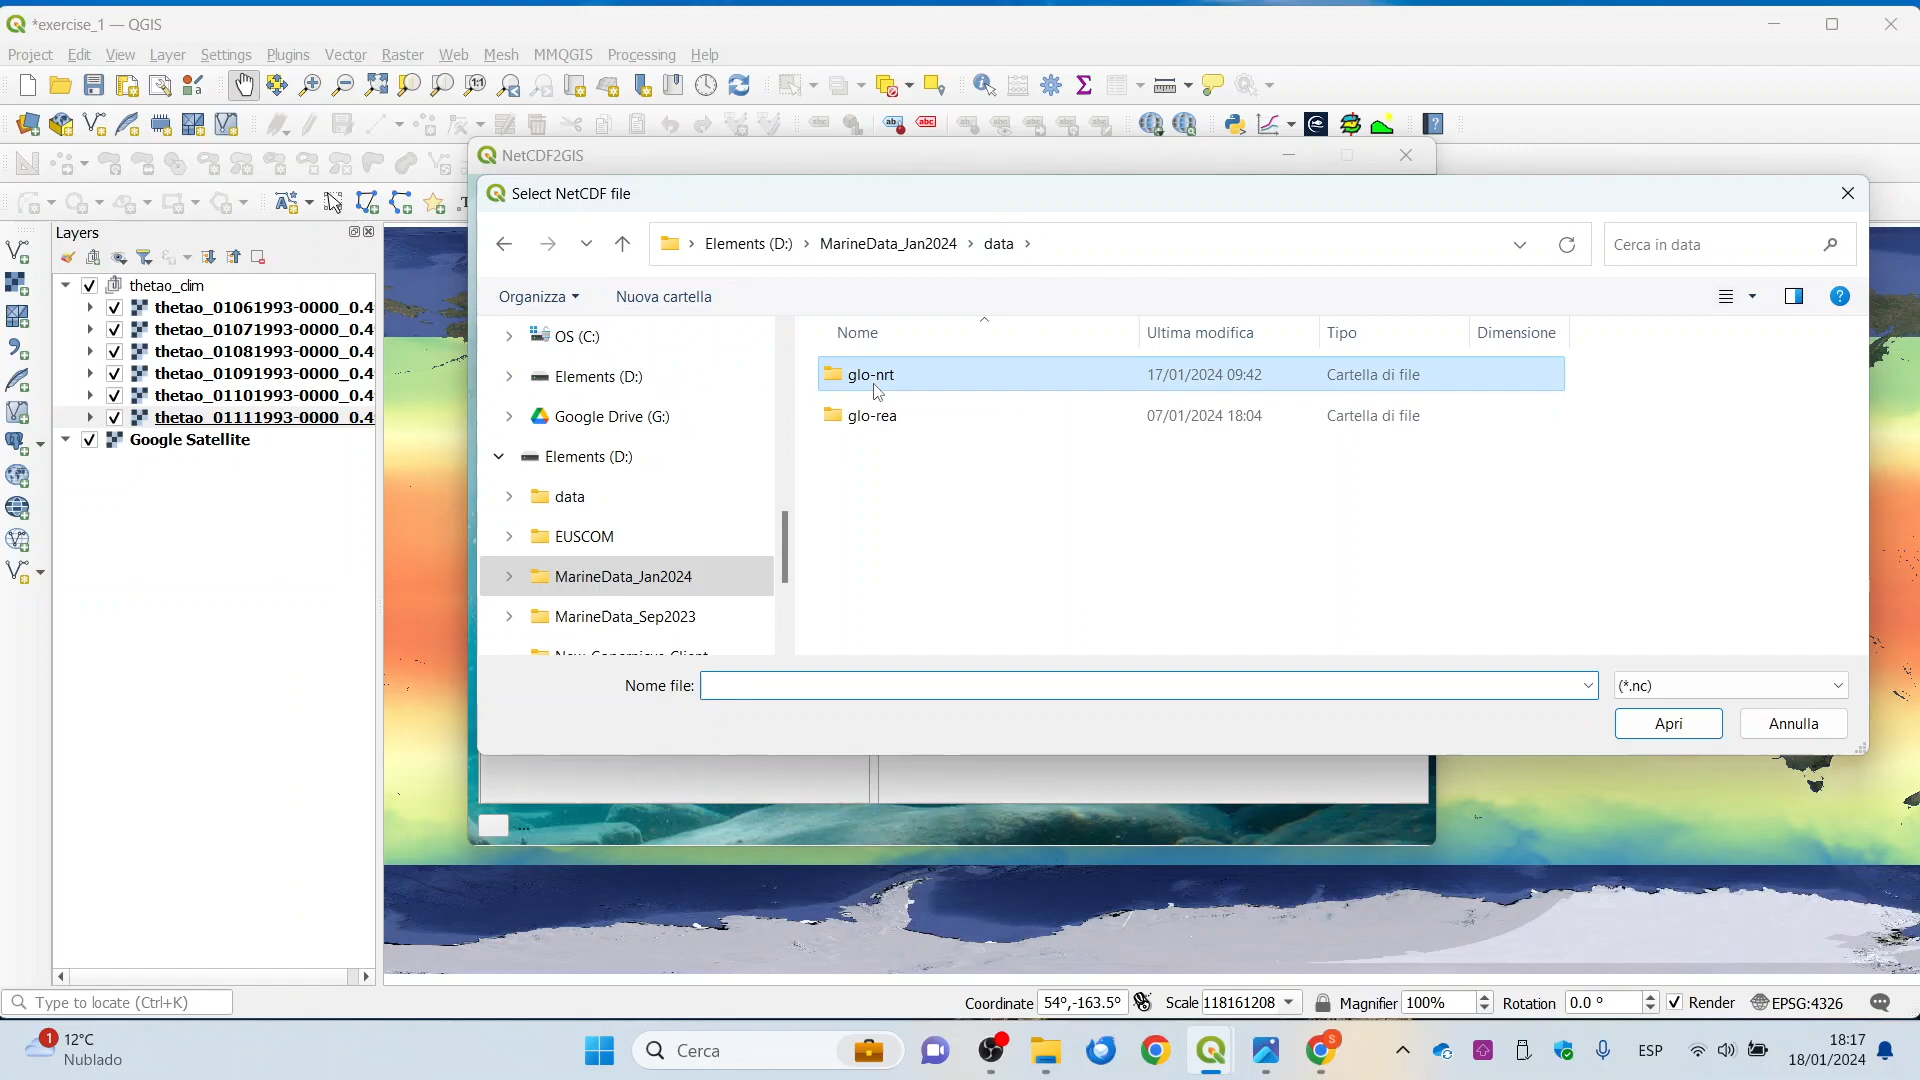 *exercise_1 — QGIS
Project Edit View Layer Settings Plugins Vector Raster Web Mesh MMQGIS Processing Help
NetCDF2GIS
Select NetCDF file
Elements (D:) MarineData_Jan2024 data
Cerca in data
Organizza Nuova cartella
Layers
thetao_clim
thetao_01061993-0000_0.4
thetao_01071993-0000_0.4
thetao_01081993-0000_0.4
thetao_01091993-0000_0.4
thetao_01101993-0000_0.4
thetao_01111993-0000_0.4
Google Satellite
OS (C:)
Elements (D:)
Google Drive (G:)
Elements (D:)
data
EUSCOM
MarineData_Jan2024
MarineData_Sep2023
New Copernicus Client
Nome Ultima modifica Tipo Dimensione
glo-nrt 17/01/2024 09:42 Cartella di file
glo-rea 07/01/2024 18:04 Cartella di file
Nome file: (*.nc)
Apri Annulla
...
Type to locate (Ctrl+K) Coordinate 54°,-163.5° Scale 118161208 Magnifier 100% Rotation 0.0 ° Render EPSG:4326
1 12°C
Nublado
Cerca
ESP
18:17
18/01/2024